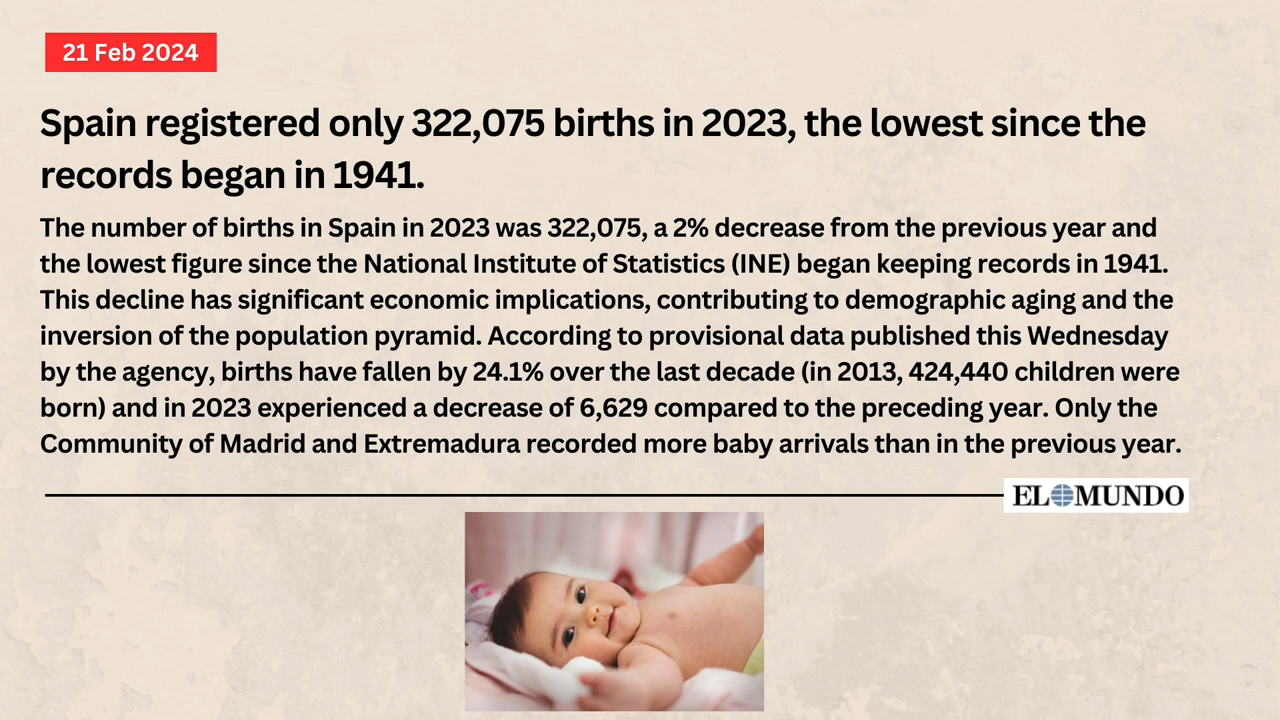 21 Feb 2024
Spain registered only 322,075 births in 2023, the lowest since the
records began in 1941.
The number of births in Spain in 2023 was 322,075, a 2% decrease from the previous year and
the lowest figure since the National Institute of Statistics (INE) began keeping records in 1941.
This decline has significant economic implications, contributing to demographic aging and the
inversion of the population pyramid. According to provisional data published this Wednesday
by the agency, births have fallen by 24.1% over the last decade (in 2013, 424,440 children were
born) and in 2023 experienced a decrease of 6,629 compared to the preceding year. Only the
Community of Madrid and Extremadura recorded more baby arrivals than in the previous year.
EL MUNDO